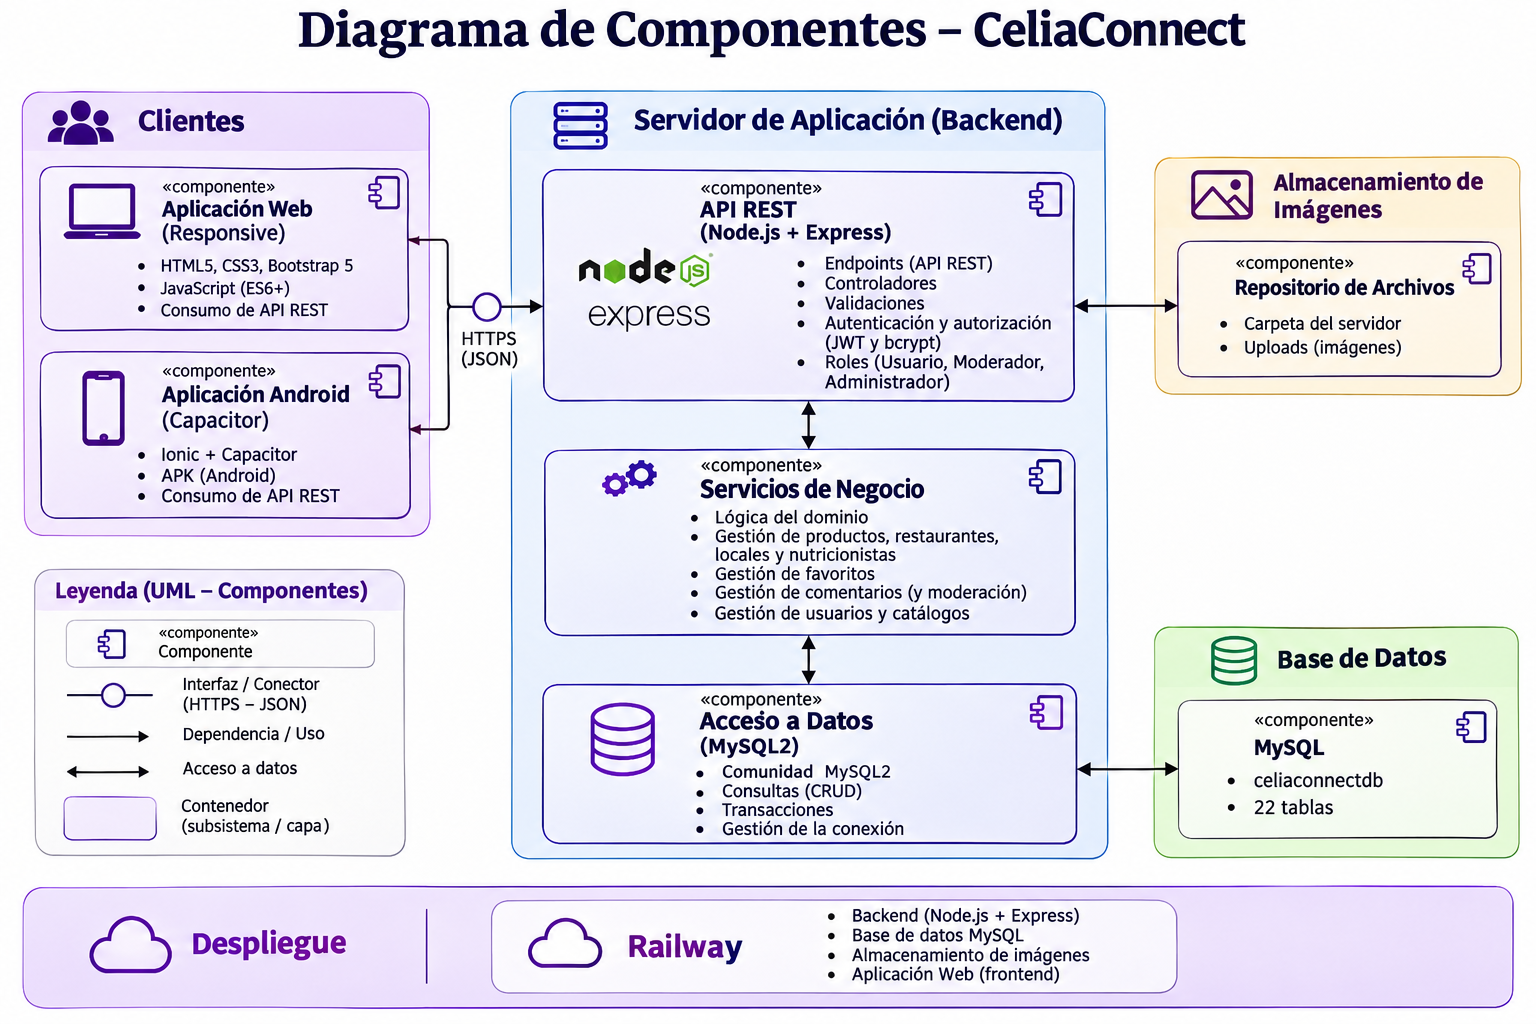 Diagrama de Componentes – CeliaConnect
Clientes
«componente»
Aplicación Web
(Responsive)
• HTML5, CSS3, Bootstrap 5
• JavaScript (ES6+)
• Consumo de API REST
«componente»
Aplicación Android
(Capacitor)
• Ionic + Capacitor
• APK (Android)
• Consumo de API REST
HTTPS
(JSON)
Servidor de Aplicación (Backend)
«componente»
API REST
(Node.js + Express)
node
JS
express
• Endpoints (API REST)
• Controladores
• Validaciones
• Autenticación y autorización
(JWT y bcrypt)
• Roles (Usuario, Moderador,
Administrador)
«componente»
Servicios de Negocio
• Lógica del dominio
• Gestión de productos, restaurantes,
locales y nutricionistas
• Gestión de favoritos
• Gestión de comentarios (y moderación)
• Gestión de usuarios y catálogos
«componente»
Acceso a Datos
(MySQL2)
• Comunidad MySQL2
• Consultas (CRUD)
• Transacciones
• Gestión de la conexión
Almacenamiento de
Imágenes
«componente»
Repositorio de Archivos
• Carpeta del servidor
• Uploads (imágenes)
Base de Datos
«componente»
MySQL
• celiaconnectdb
• 22 tablas
Leyenda (UML – Componentes)
«componente»
Componente
Interfaz / Conector
(HTTPS – JSON)
Dependencia / Uso
Acceso a datos
Contenedor
(subsistema / capa)
Despliegue
Railway
• Backend (Node.js + Express)
• Base de datos MySQL
• Almacenamiento de imágenes
• Aplicación Web (frontend)